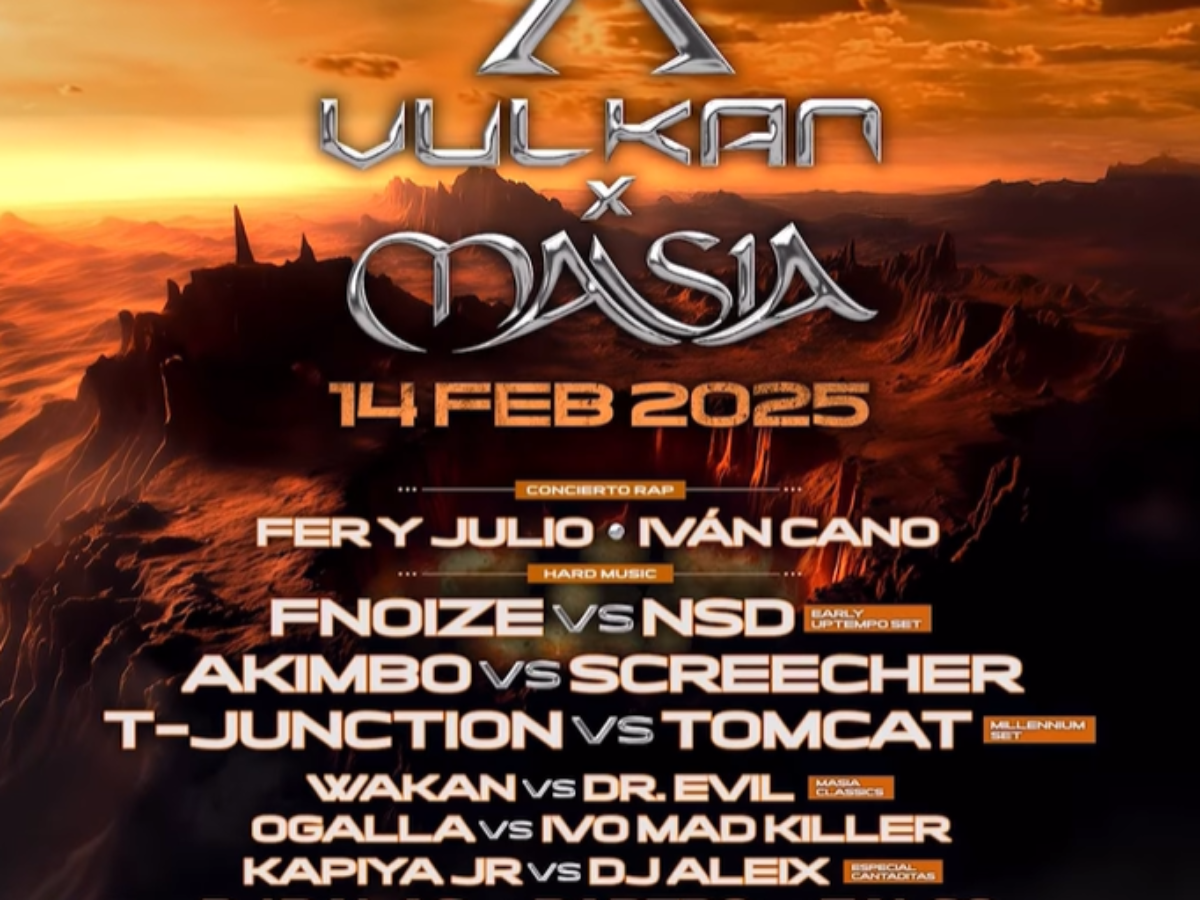 VULKAN
X
MASIA
14 FEB 2025
CONCIERTO RAP
FER Y JULIO • IVÁN CANO
HARD MUSIC
FNOIZE VS NSD EARLY UPTEMPO SET
AKIMBO VS SCREECHER
T-JUNCTION VS TOMCAT MILLENNIUM SET
WAKAN VS DR. EVIL MASIA CLASSICS
OGALLA VS IVO MAD KILLER
KAPIYA JR VS DJ ALEIX ESPECIAL CANTADITAS